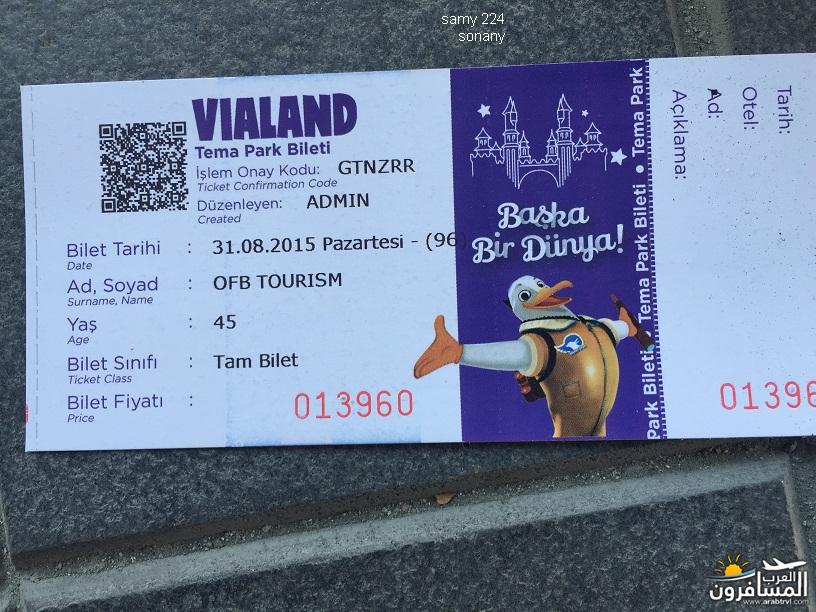 samy 224
sonany
VIALAND
Tema Park Bileti
İşlem Onay Kodu: GTNZRR
Ticket Confirmation Code
Düzenleyen: ADMIN
Created
Bilet Tarihi : 31.08.2015 Pazartesi - (96)
Date
Ad, Soyad : OFB TOURISM
Surname, Name
Yaş : 45
Age
Bilet Sınıfı : Tam Bilet
Ticket Class
Bilet Fiyatı :
Price
013960
Başka
Bir Dünya!
Park Bileti • Tema Park Bileti • Tema Park
Tarih:
Otel:
Ad:
Açıklama:
01396
العرب
المسافرون
www.arabtrvl.com